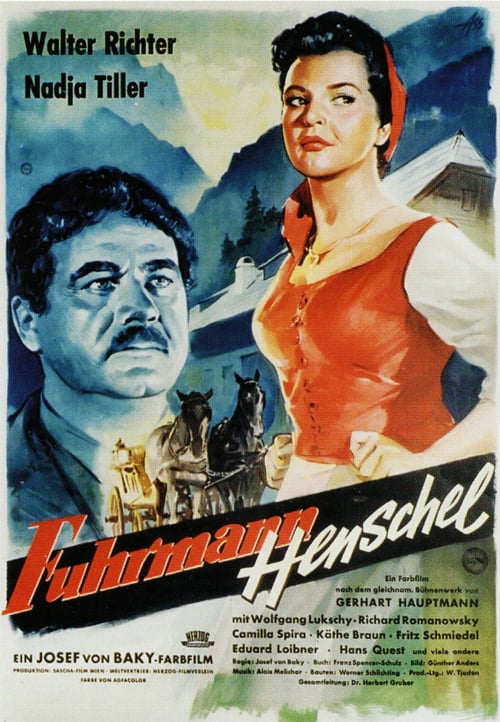 Walter Richter
Nadja Tiller
Fuhrmann
Henschel
Ein Farbfilm
nach dem gleichnam. Bühnenwerk von
GERHART HAUPTMANN
mit Wolfgang Lukschy · Richard Romanowsky
Camilla Spira · Käthe Braun · Fritz Schmiedel
Eduard Loibner · Hans Quest und viele andere
Regie: Josef von Baky · Buch: Franz Spencer-Schulz · Bild: Günther Anders
Musik: Alois Melichar · Bauten: Werner Schlichting · Prod.-Ltg.: W. Tjaden
Gesamtleitung: Dr. Herbert Gruber
HERZOG
EIN JOSEF VON BAKY-FARBFILM
PRODUKTION: SASCHA-FILM WIEN · WELTVERTRIEB: HERZOG-FILMVERLEIH
FARBE VON AGFACOLOR